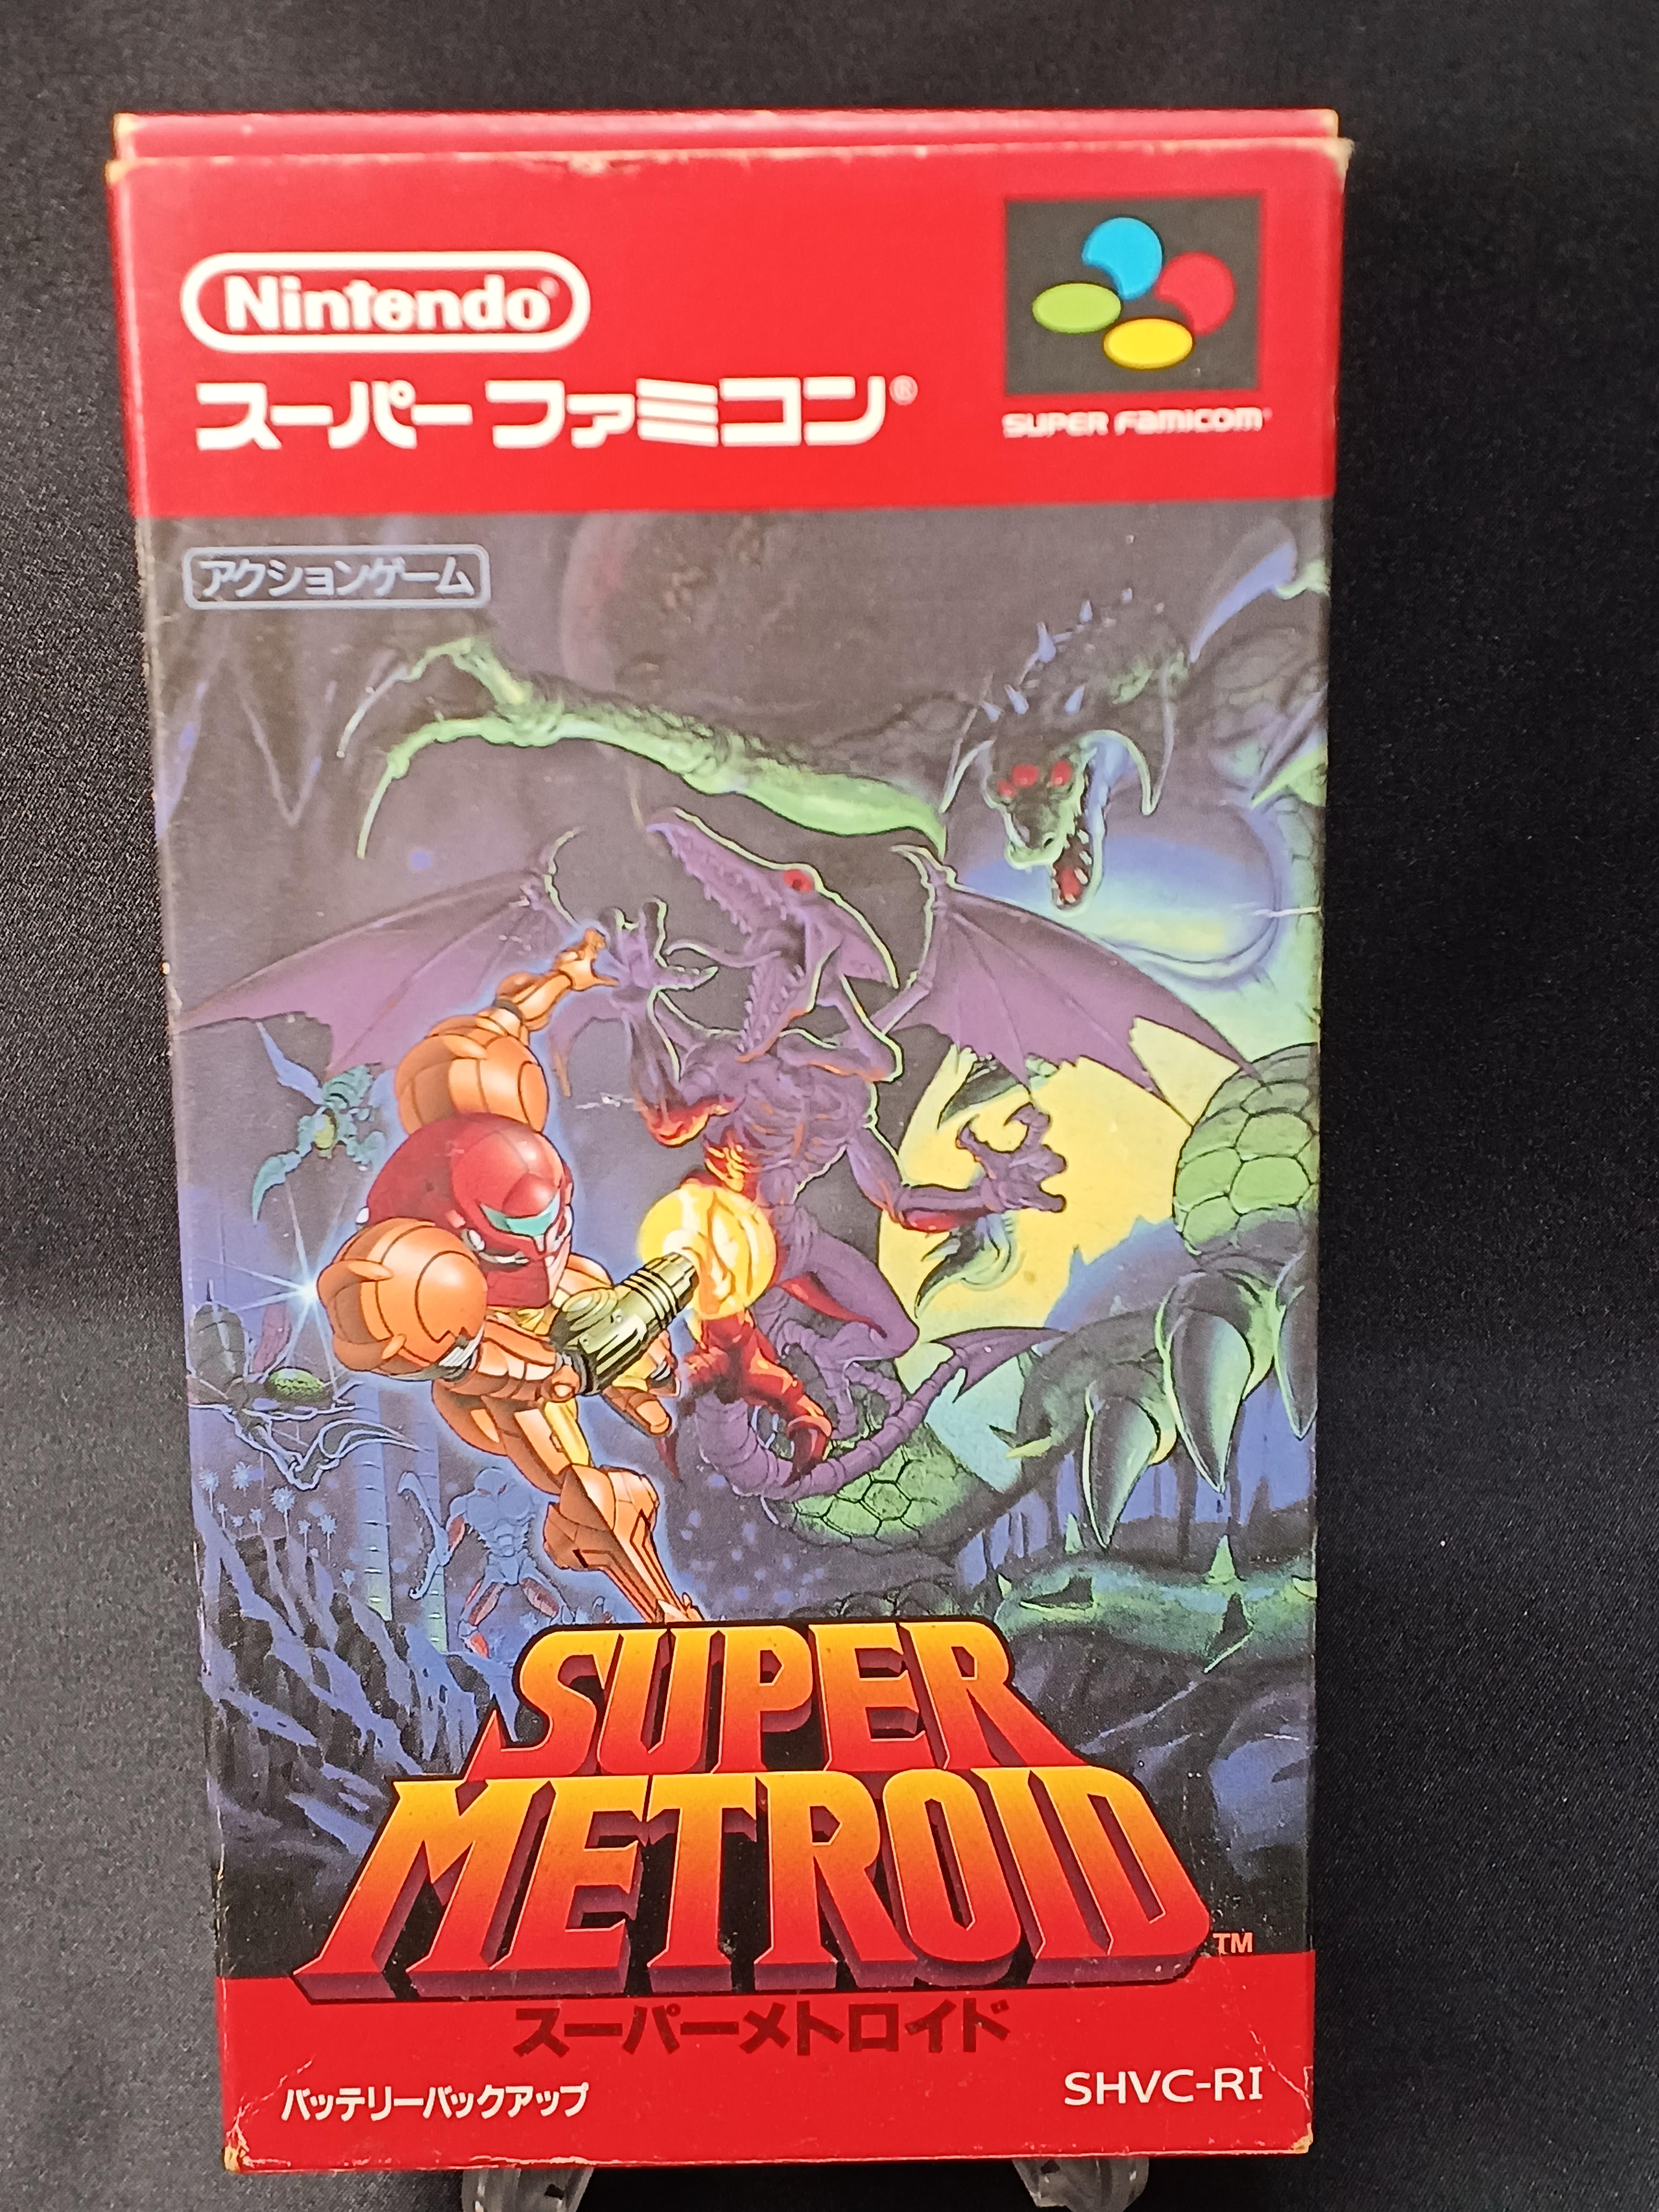 Nintendo®
スーパーファミコン®
SUPER FAMICOM
アクションゲーム
SUPER
METROID™
スーパーメトロイド
バッテリーバックアップ
SHVC-RI